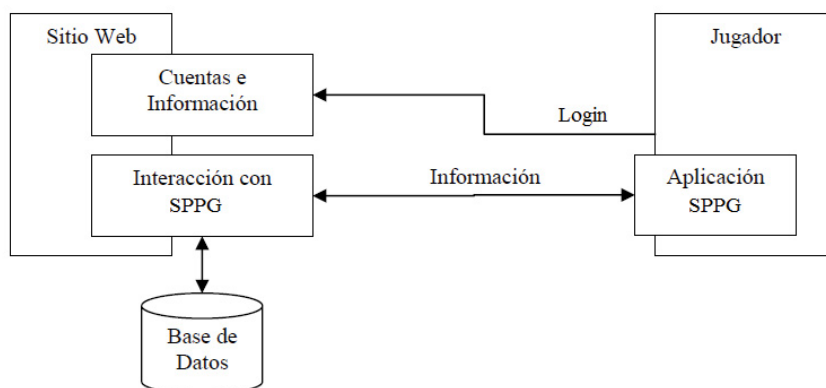 Sitio Web
Jugador
Cuentas e
Información
Login
Interacción con
SPPG
Información
Aplicación
SPPG
Base de
Datos